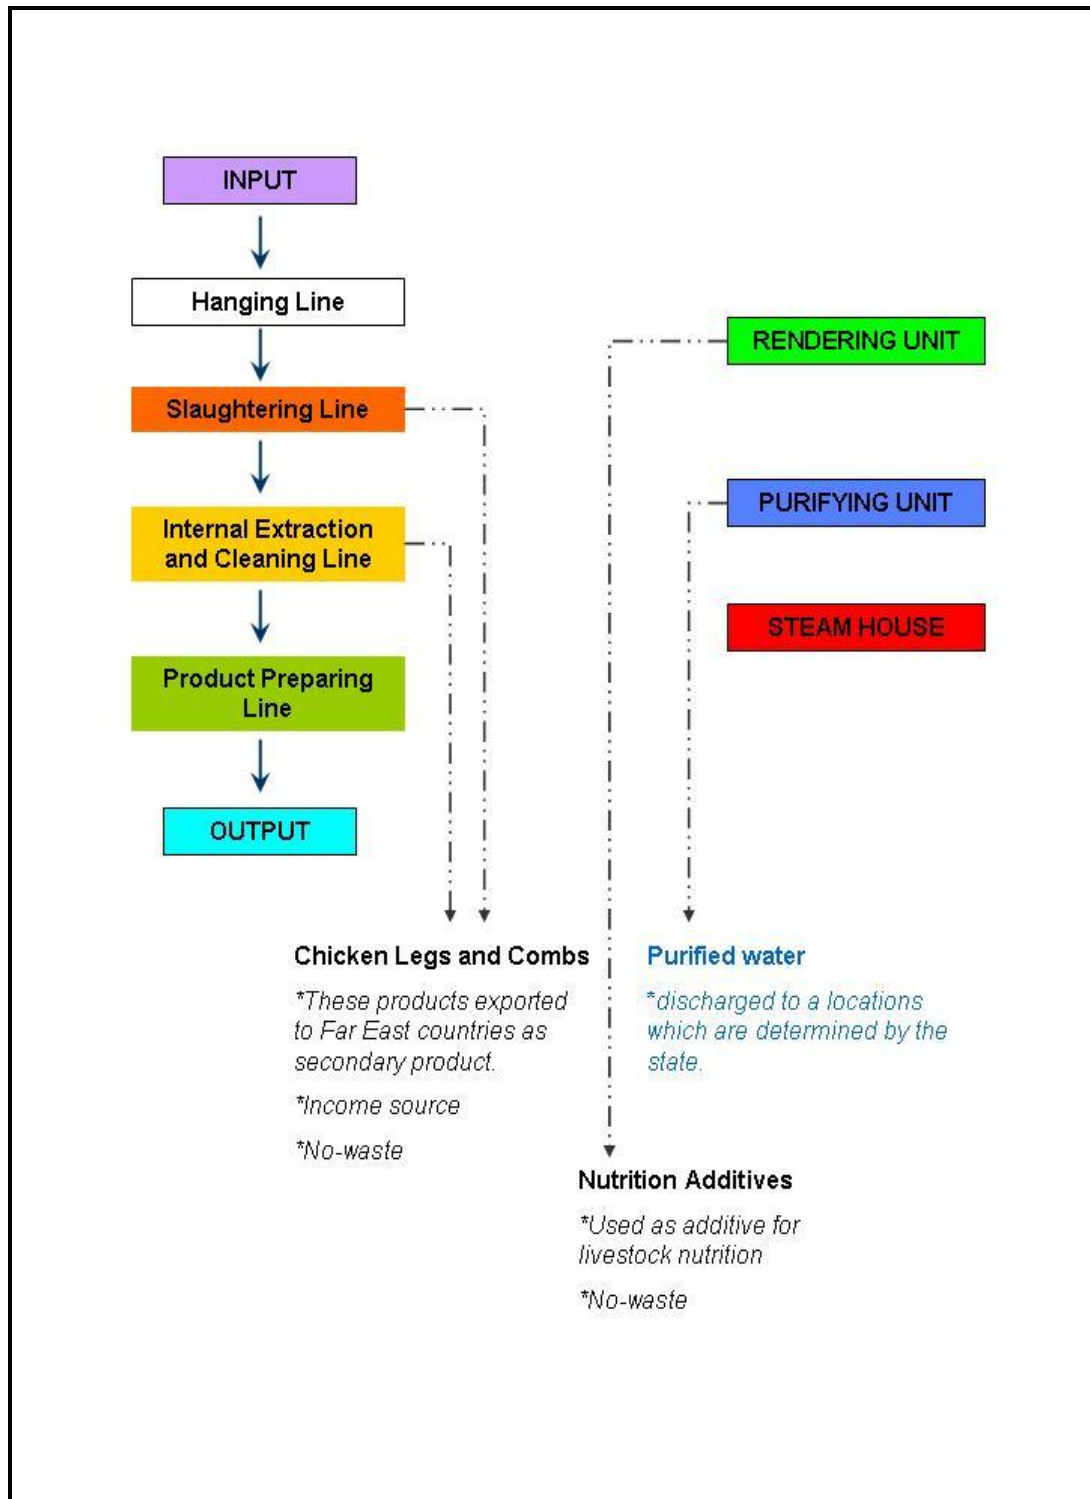 INPUT
Hanging Line
Slaughtering Line
Internal Extraction
and Cleaning Line
Product Preparing
Line
OUTPUT
RENDERING UNIT
PURIFYING UNIT
STEAM HOUSE
Chicken Legs and Combs
*These products exported
to Far East countries as
secondary product.
*Income source
*No-waste
Purified water
*discharged to a locations
which are determined by the
state.
Nutrition Additives
*Used as additive for
livestock nutrition
*No-waste